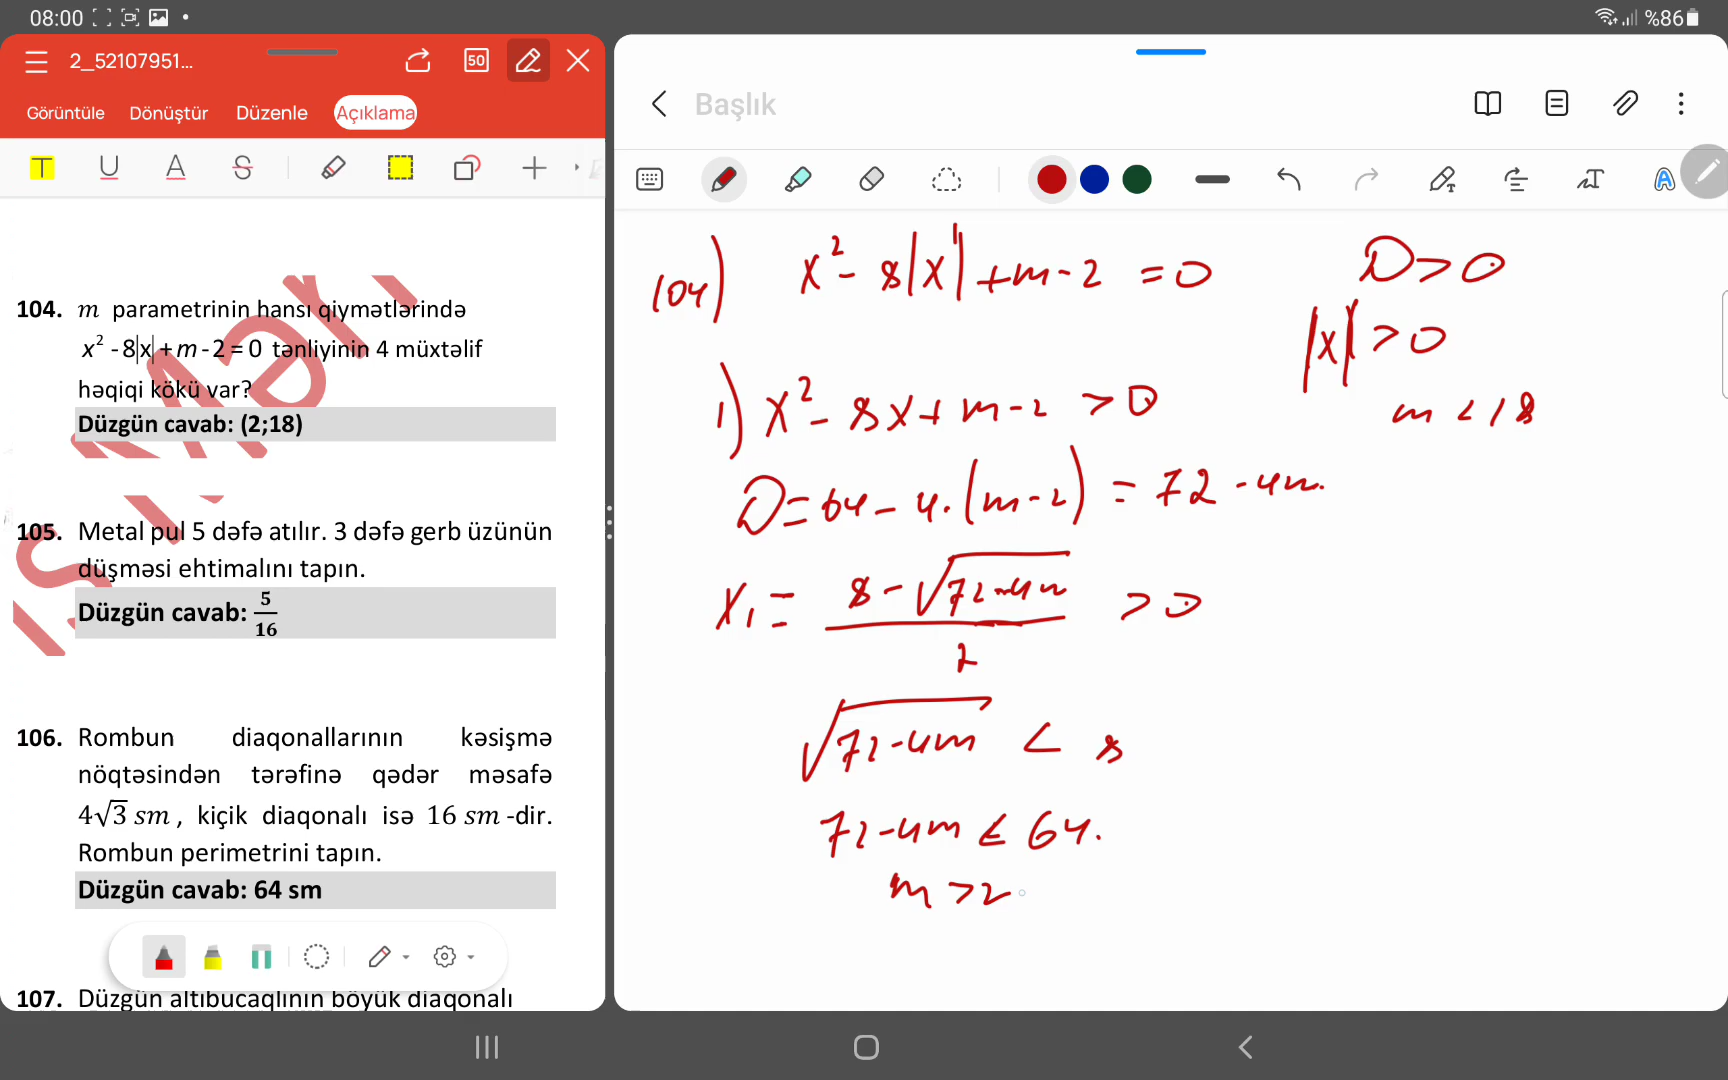 08:00
%86
2_52107951...
50
Görüntüle Dönüştür Düzenle Açıklama
T U A S
104. m parametrinin hansı qiymətlərində
x² - 8|x| + m - 2 = 0 tənliyinin 4 müxtəlif
həqiqi kökü var?
Düzgün cavab: (2;18)
105. Metal pul 5 dəfə atılır. 3 dəfə gerb üzünün
düşməsi ehtimalını tapın.
Düzgün cavab: 5/16
106. Rombun diaqonallarının kəsişmə
nöqtəsindən tərəfinə qədər məsafə
4√3 sm , kiçik diaqonalı isə 16 sm -dir.
Rombun perimetrini tapın.
Düzgün cavab: 64 sm
107. Düzgün altıbucaqlının böyük diaqonalı
Başlık
104) x² - 8|x| + m - 2 = 0
D > 0
|x| > 0
m < 18
1) x² - 8x + m - 2 > 0
D = 64 - 4·(m-2) = 72 - 4m.
x₁ = (8 - √(72-4m))/2 > 0
√(72-4m) < 8
72-4m < 64.
m > 2